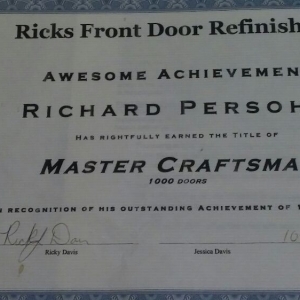 Ricks Front Door Refinish
AWESOME ACHIEVEMEN
RICHARD PERSOH
HAS RIGHTFULLY EARNED THE TITLE OF
MASTER CRAFTSMA
1000 DOORS
N RECOGNITION OF HIS OUTSTANDING ACHIEVEMENT OF
Ricky Davis
Jessica Davis